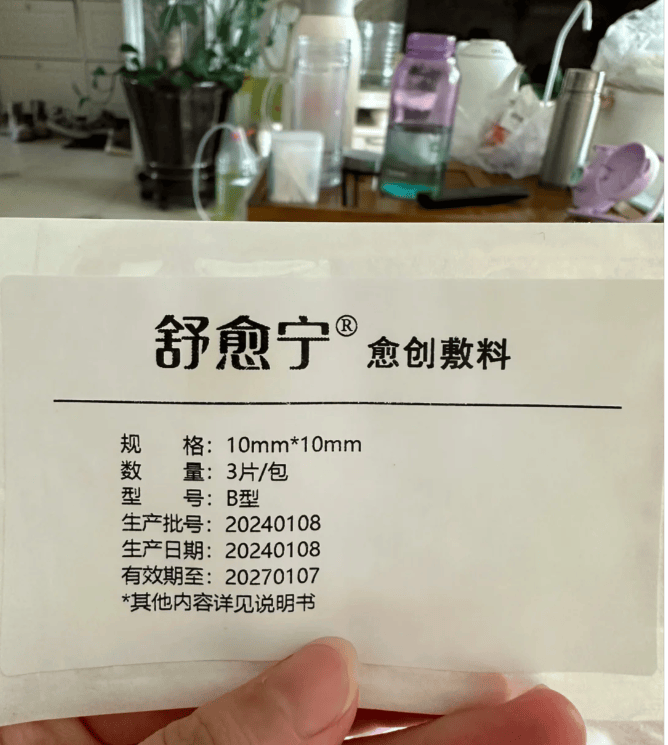 舒愈宁® 愈创敷料
规 格：10mm*10mm
数 量：3片/包
型 号：B型
生产批号：20240108
生产日期：20240108
有效期至：20270107
*其他内容详见说明书